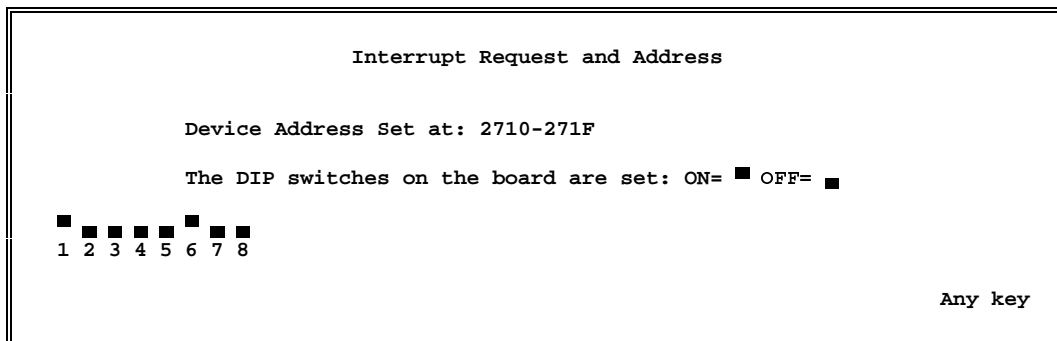 Interrupt Request and Address
Device Address Set at: 2710-271F
The DIP switches on the board are set: ON= ▀ OFF= ▄
1 2 3 4 5 6 7 8
Any key